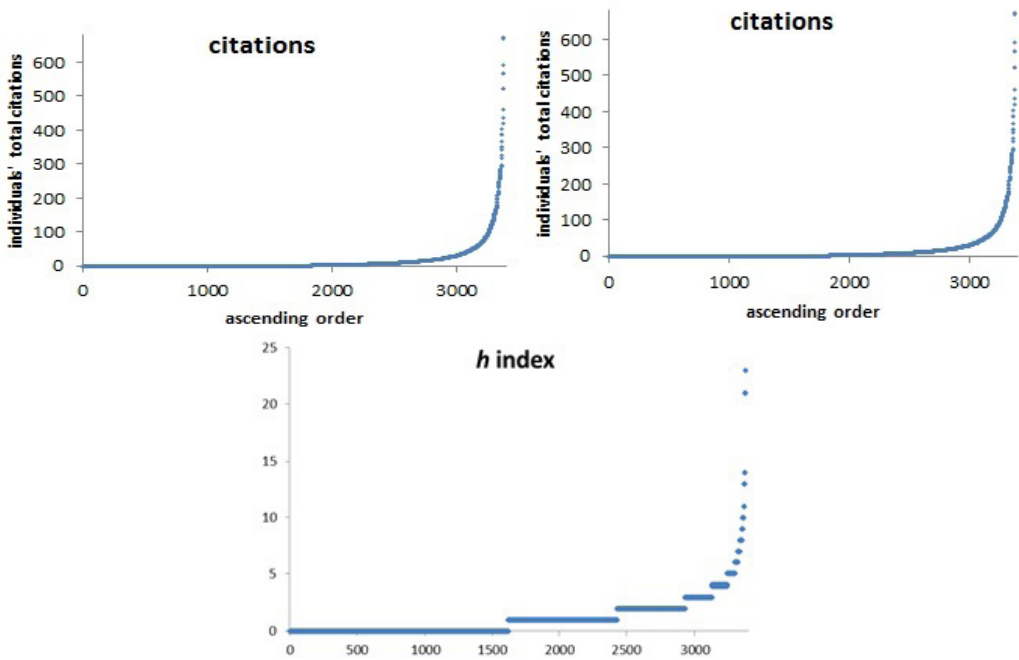 citations
individuals' total citations
600
500
400
300
200
100
0
0 1000 2000 3000
ascending order
citations
individuals' total citations
600
500
400
300
200
100
0
0 1000 2000 3000
ascending order
h index
25
20
15
10
5
0
0 500 1000 1500 2000 2500 3000